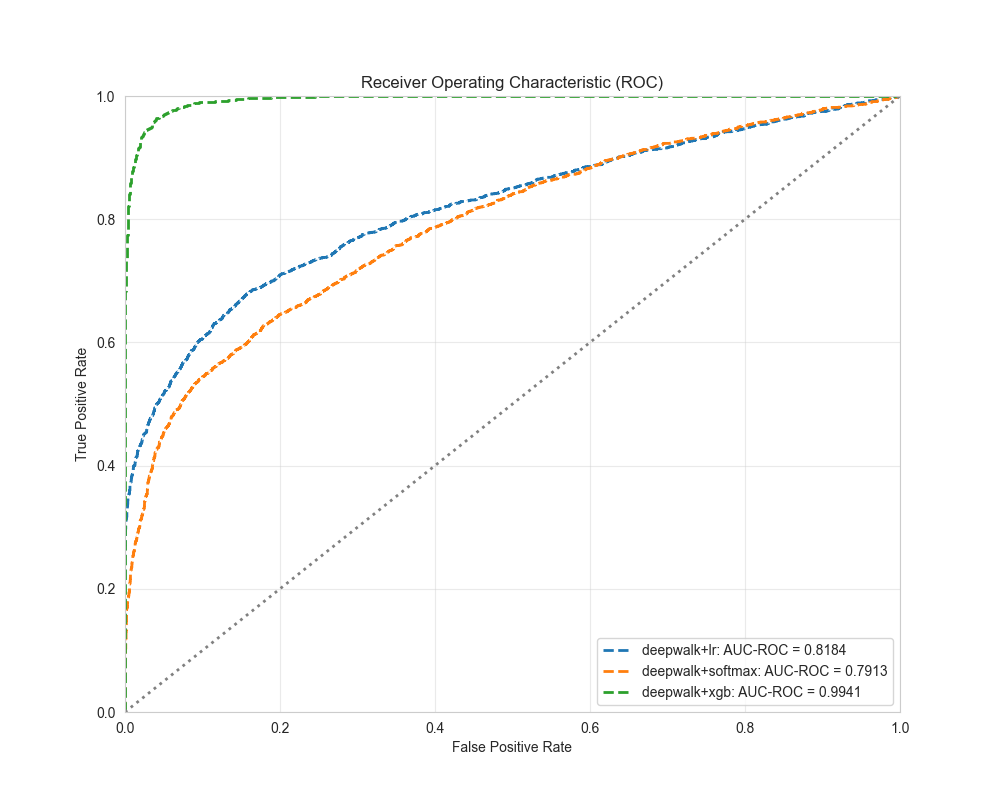 Receiver Operating Characteristic (ROC)
1.0
0.8
0.6
0.4
0.2
0.0
True Positive Rate
0.0 0.2 0.4 0.6 0.8 1.0
False Positive Rate
deepwalk+lr: AUC-ROC = 0.8184
deepwalk+softmax: AUC-ROC = 0.7913
deepwalk+xgb: AUC-ROC = 0.9941